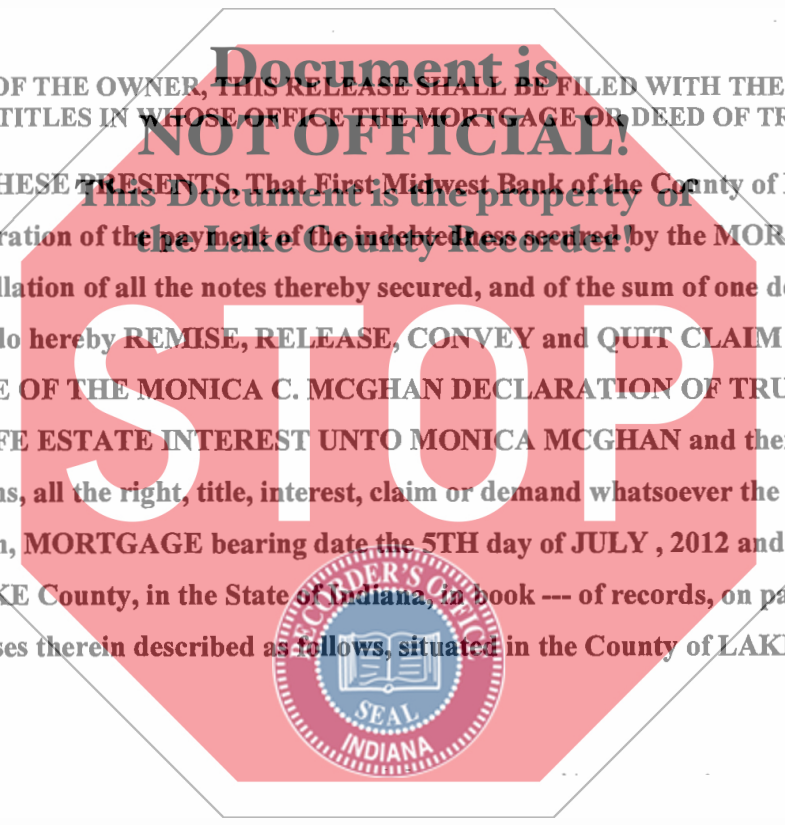 Document is
OF THE OWNER, THIS RELEASE SHALL BE FILED WITH THE
TITLES IN WHOSE OFFICE THE MORTGAGE OR DEED OF TR
NOT OFFICIAL!
HESE PRESENTS, That First Midwest Bank of the County of
This Document is the property of
ration of the payment of the indebtedness secured by the MOR
the Lake County Recorder!
llation of all the notes thereby secured, and of the sum of one d
do hereby REMISE, RELEASE, CONVEY and QUIT CLAIM
E OF THE MONICA C. MCGHAN DECLARATION OF TRU
FE ESTATE INTEREST UNTO MONICA MCGHAN and the
STOP
ns, all the right, title, interest, claim or demand whatsoever the
n, MORTGAGE bearing date the 5TH day of JULY , 2012 and
KE County, in the State of Indiana, in book --- of records, on pa
ses therein described as follows, situated in the County of LAKE
RECORDER'S OFFICE
SEAL
INDIANA